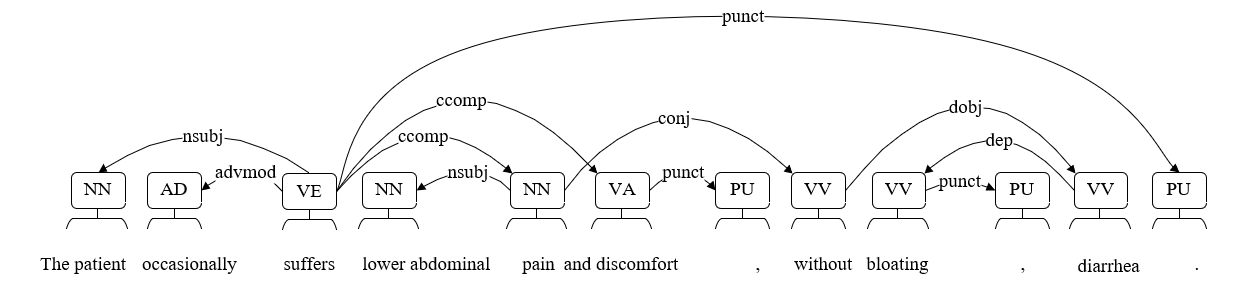 punct
ccomp
conj
dobj
nsubj
ccomp
dep
advmod
nsubj
punct
punct
NN AD VE NN NN VA PU VV VV PU VV PU
The patient occasionally suffers lower abdominal pain and discomfort , without bloating , diarrhea .